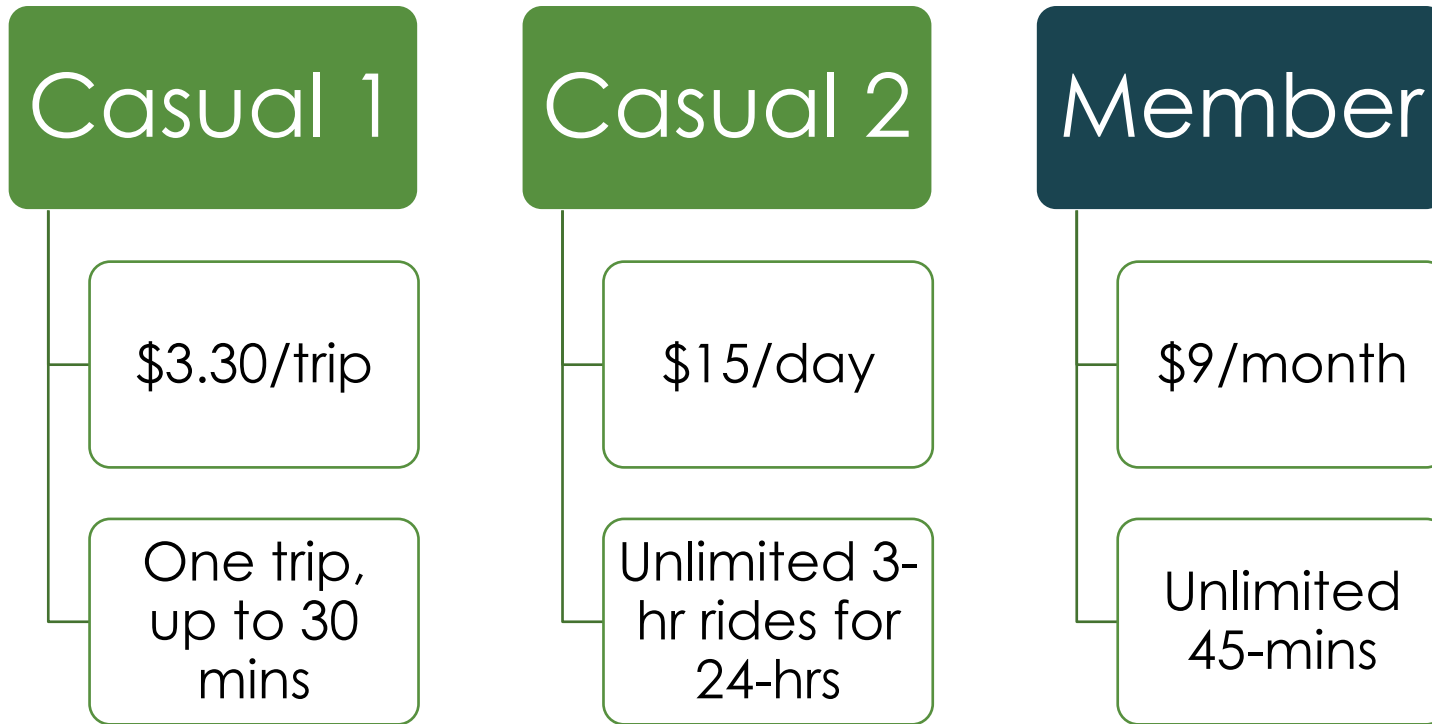 Casual 1
$3.30/trip
One trip,
up to 30
mins
Casual 2
$15/day
Unlimited 3-
hr rides for
24-hrs
Member
$9/month
Unlimited
45-mins